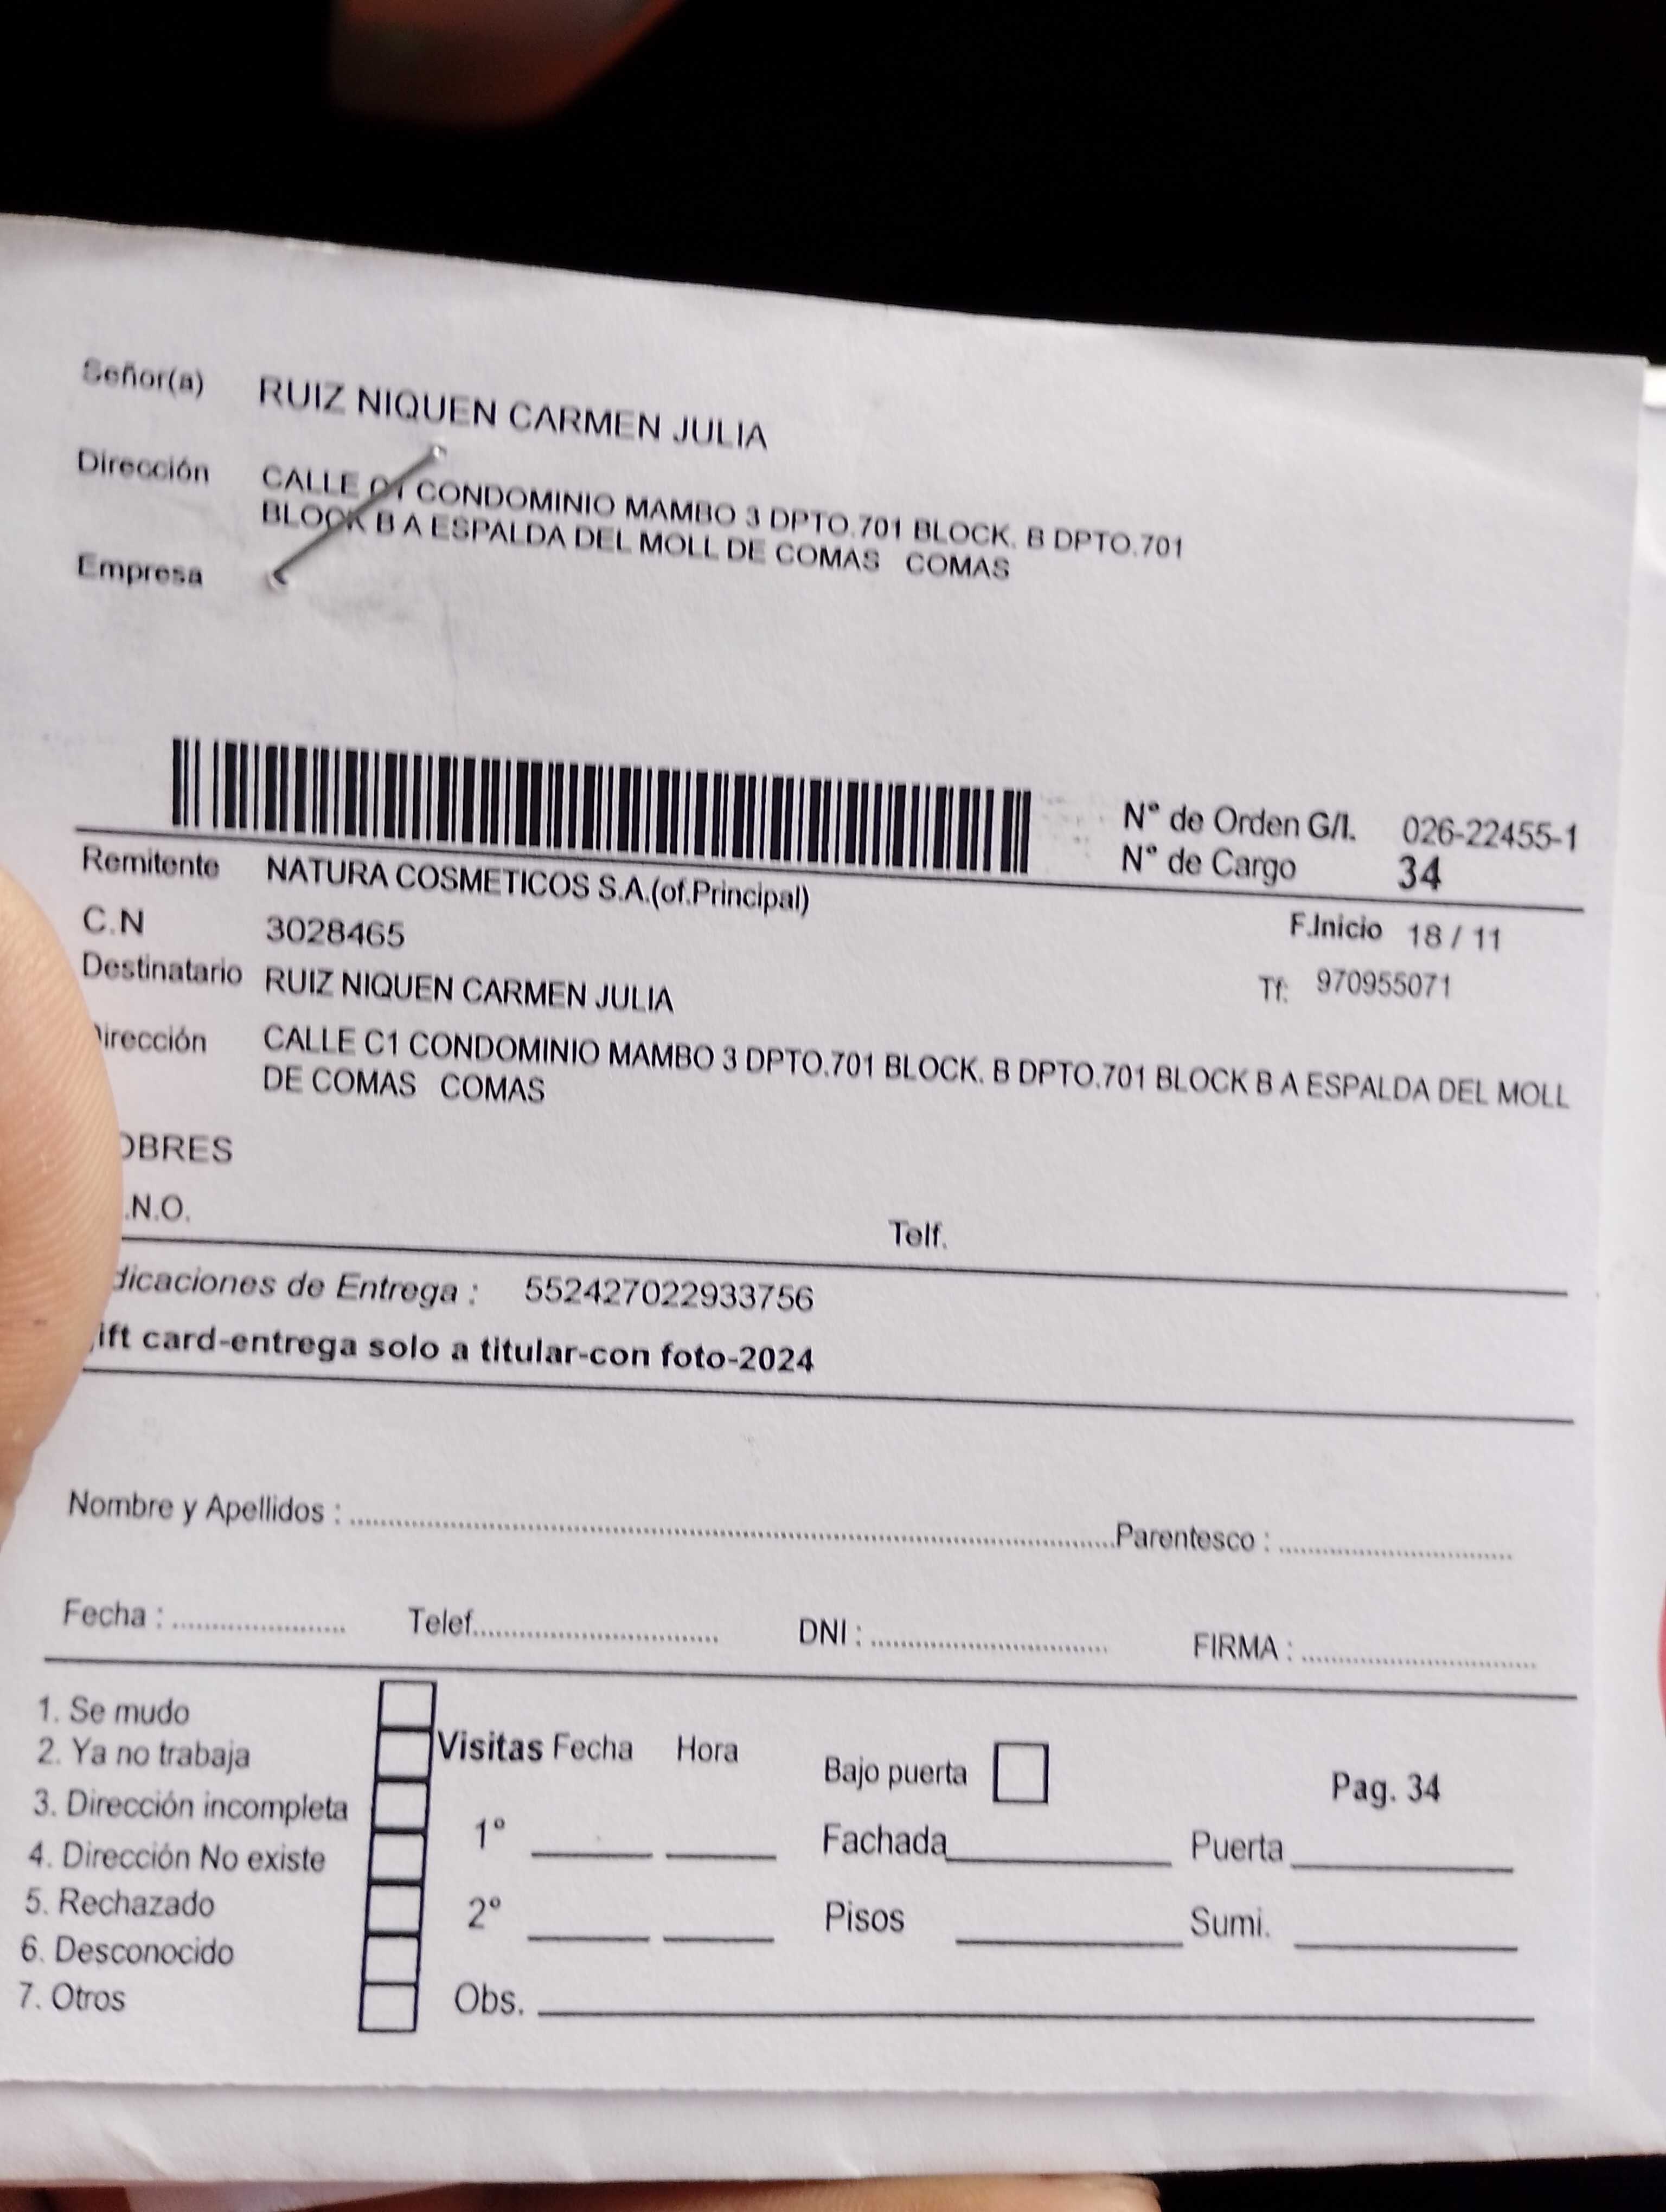 Señor(a) RUIZ NIQUEN CARMEN JULIA
Dirección CALLE C1 CONDOMINIO MAMBO 3 DPTO.701 BLOCK. B DPTO.701
BLOCK B A ESPALDA DEL MOLL DE COMAS COMAS
Empresa
N° de Orden G/I. 026-22455-1
N° de Cargo 34
Remitente NATURA COSMETICOS S.A.(of.Principal)
C.N 3028465 F.Inicio 18 / 11
Destinatario RUIZ NIQUEN CARMEN JULIA Tf: 970955071
irección CALLE C1 CONDOMINIO MAMBO 3 DPTO.701 BLOCK. B DPTO.701 BLOCK B A ESPALDA DEL MOLL
DE COMAS COMAS
OBRES
.N.O. Telf.
dicaciones de Entrega : 552427022933756
ift card-entrega solo a titular-con foto-2024
Nombre y Apellidos : Parentesco :
Fecha : Telef. DNI : FIRMA :
1. Se mudo
2. Ya no trabaja Visitas Fecha Hora Bajo puerta Pag. 34
3. Dirección incompleta 1° Fachada Puerta
4. Dirección No existe
5. Rechazado 2° Pisos Sumi.
6. Desconocido
7. Otros Obs.